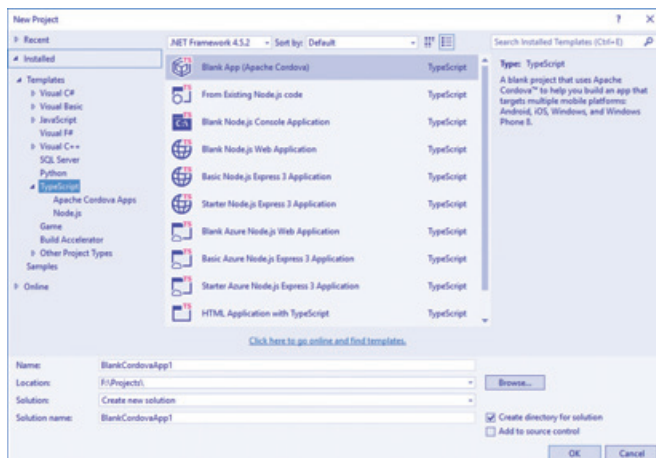 New Project
? X
Recent
Installed
Templates
Visual C#
Visual Basic
JavaScript
Visual F#
Visual C++
SQL Server
Python
TypeScript
Apache Cordova Apps
Node.js
Game
Build Accelerator
Other Project Types
Samples
Online
.NET Framework 4.5.2 Sort by: Default
Blank App (Apache Cordova) TypeScript
From Existing Node.js code TypeScript
Blank Node.js Console Application TypeScript
Blank Node.js Web Application TypeScript
Basic Node.js Express 3 Application TypeScript
Starter Node.js Express 3 Application TypeScript
Blank Azure Node.js Web Application TypeScript
Basic Azure Node.js Express 3 Application TypeScript
Starter Azure Node.js Express 3 Application TypeScript
HTML Application with TypeScript TypeScript
Click here to go online and find templates.
Search Installed Templates (Ctrl+E)
Type: TypeScript
A blank project that uses Apache
Cordova™ to help you build an app that
targets multiple mobile platforms:
Android, iOS, Windows, and Windows
Phone 8.
Name: BlankCordovaApp1
Location: F:\Projects\
Browse...
Solution: Create new solution
Solution name: BlankCordovaApp1
Create directory for solution
Add to source control
OK Cancel